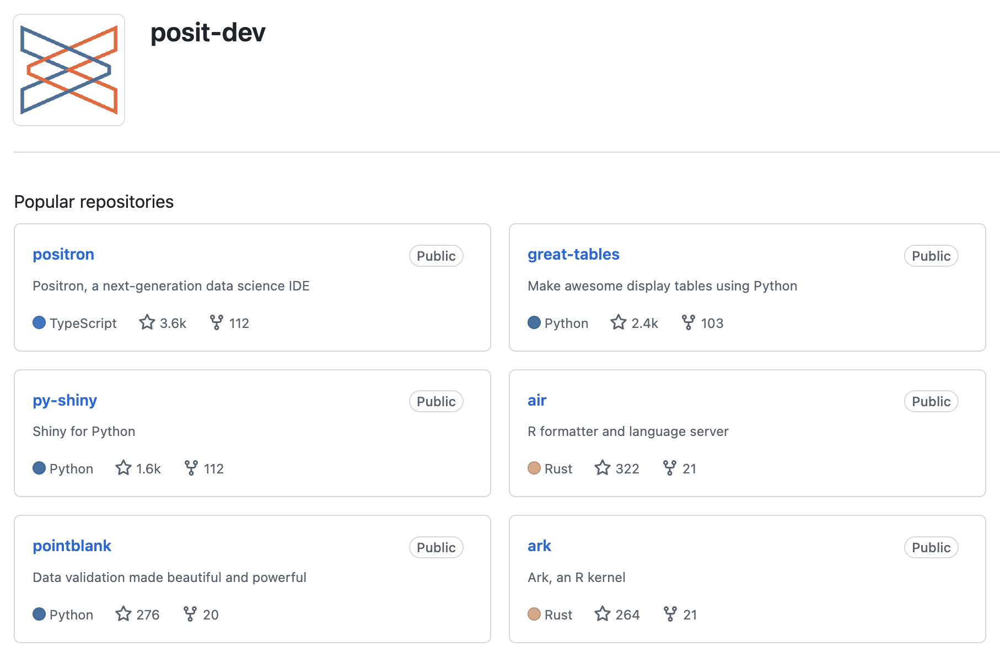 posit-dev
Popular repositories
positron Public
Positron, a next-generation data science IDE
TypeScript 3.6k 112
great-tables Public
Make awesome display tables using Python
Python 2.4k 103
py-shiny Public
Shiny for Python
Python 1.6k 112
air Public
R formatter and language server
Rust 322 21
pointblank Public
Data validation made beautiful and powerful
Python 276 20
ark Public
Ark, an R kernel
Rust 264 21